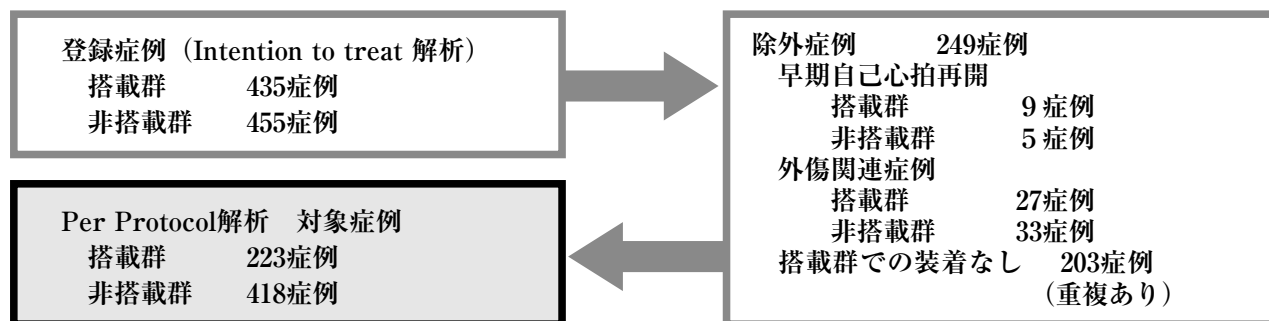 登録症例（Intention to treat 解析）
搭載群 435症例
非搭載群 455症例
除外症例 249症例
早期自己心拍再開
搭載群 9症例
非搭載群 5症例
外傷関連症例
搭載群 27症例
非搭載群 33症例
搭載群での装着なし 203症例
（重複あり）
Per Protocol解析 対象症例
搭載群 223症例
非搭載群 418症例